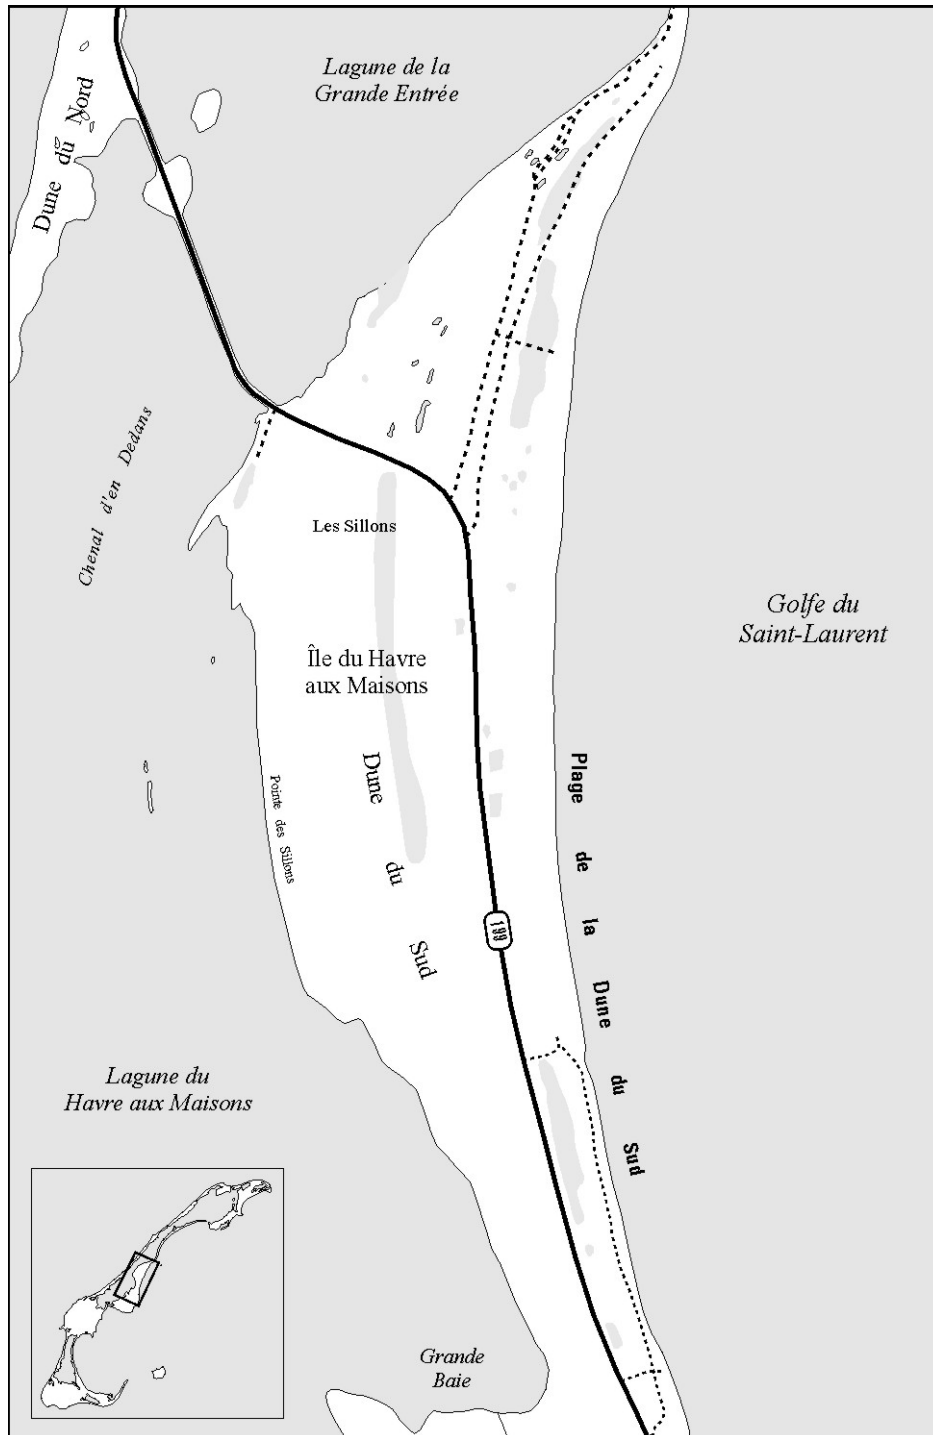 Lagune de la
Grande Entrée
Dune du Nord
Chenal d'en Dedans
Les Sillons
Golfe du
Saint-Laurent
Île du Havre
aux Maisons
Dune du Sud
Plage de la Dune du Sud
Pointe des Sillons
199
Lagune du
Havre aux Maisons
Grande
Baie